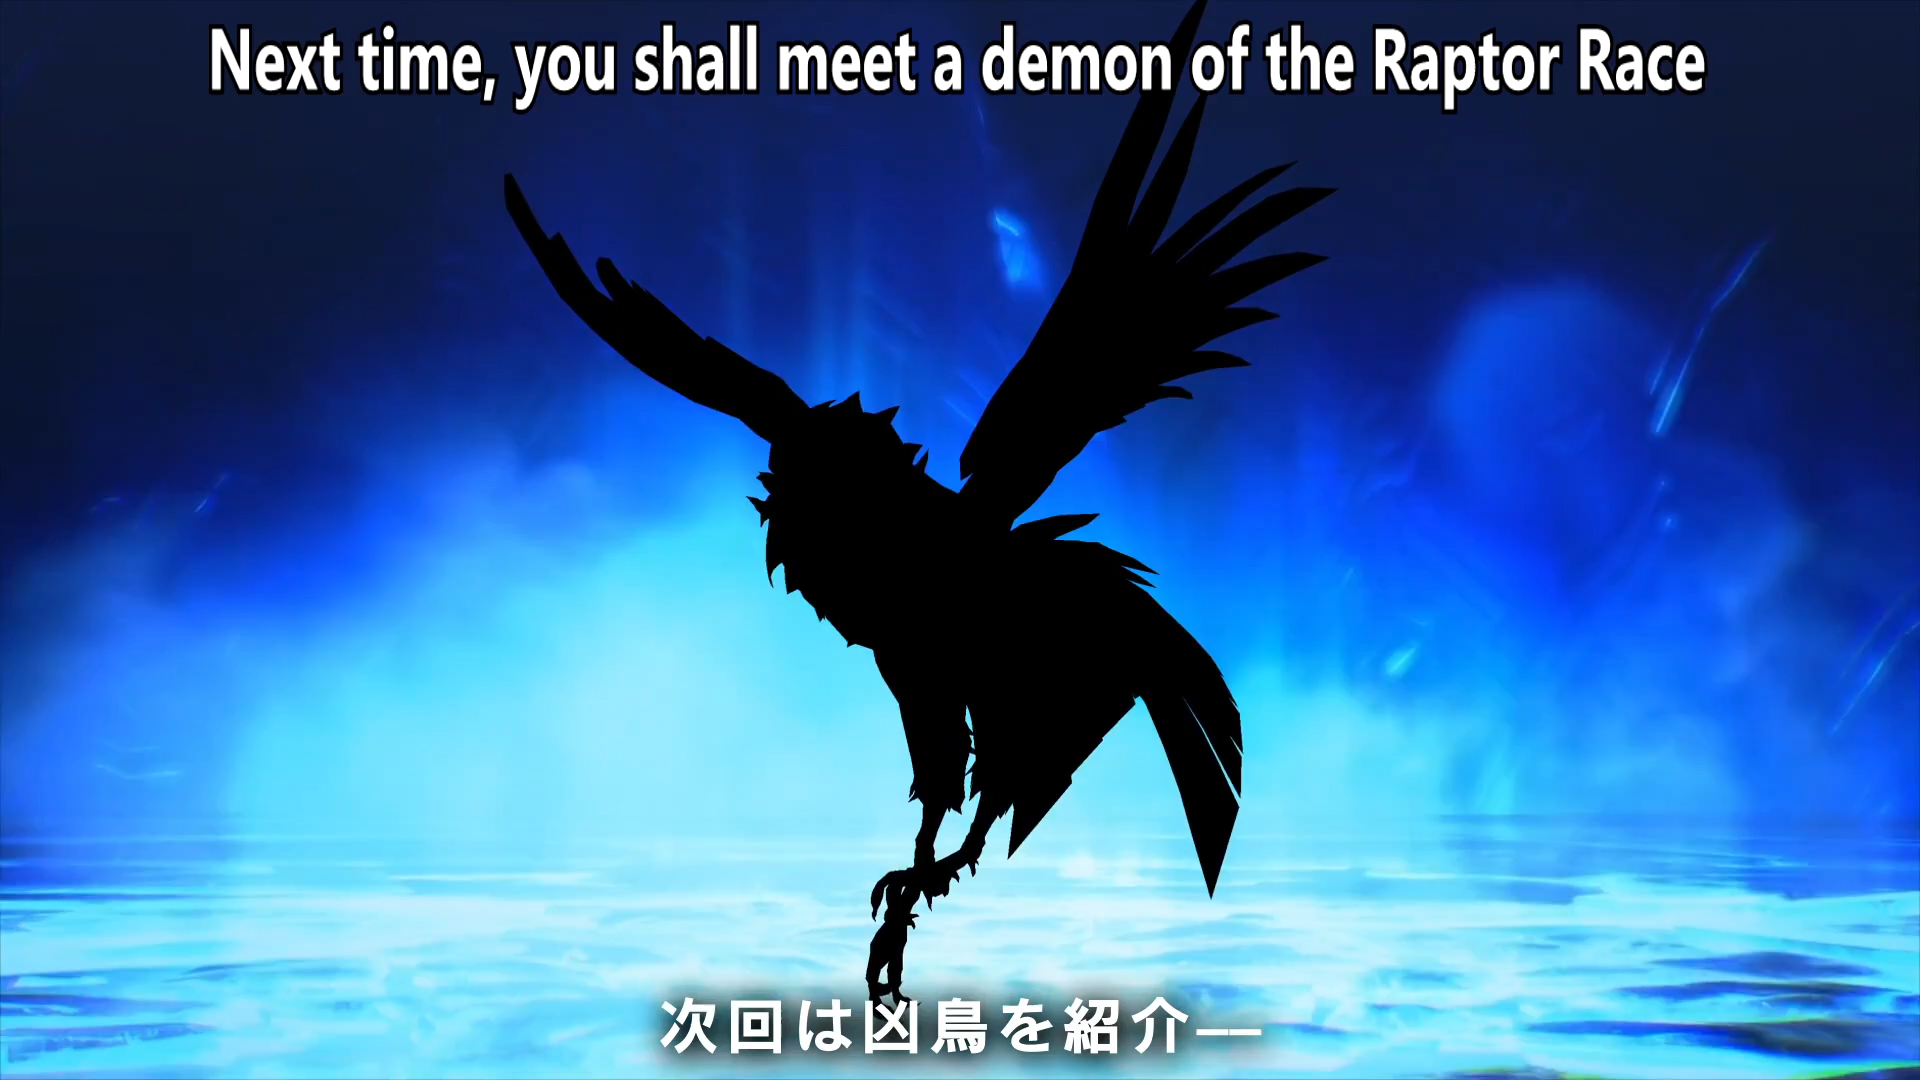 Next time, you shall meet a demon of the Raptor Race
次回は凶鳥を紹介──